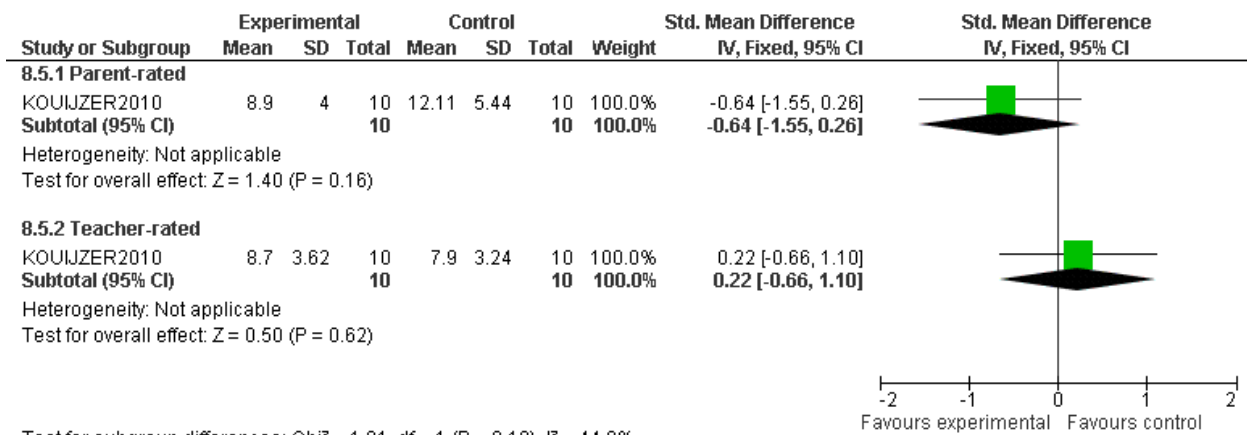 Experimental Control Std. Mean Difference Std. Mean Difference
Study or Subgroup Mean SD Total Mean SD Total Weight IV, Fixed, 95% CI IV, Fixed, 95% CI
8.5.1 Parent-rated
KOUIJZER2010 8.9 4 10 12.11 5.44 10 100.0% -0.64 [-1.55, 0.26]
Subtotal (95% CI) 10 10 100.0% -0.64 [-1.55, 0.26]
Heterogeneity: Not applicable
Test for overall effect: Z = 1.40 (P = 0.16)
8.5.2 Teacher-rated
KOUIJZER2010 8.7 3.62 10 7.9 3.24 10 100.0% 0.22 [-0.66, 1.10]
Subtotal (95% CI) 10 10 100.0% 0.22 [-0.66, 1.10]
Heterogeneity: Not applicable
Test for overall effect: Z = 0.50 (P = 0.62)
-2 -1 0 1 2
Favours experimental Favours control
Test for subgroup differences: